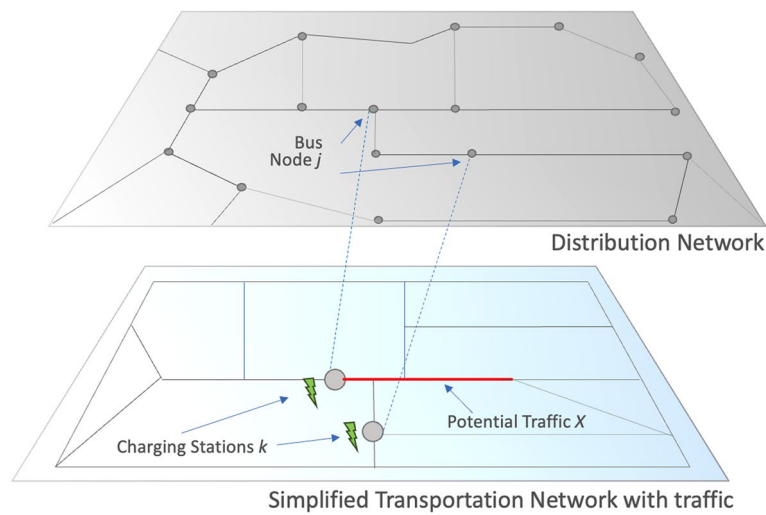 Bus
Node j
Distribution Network
Potential Traffic X
Charging Stations k
Simplified Transportation Network with traffic